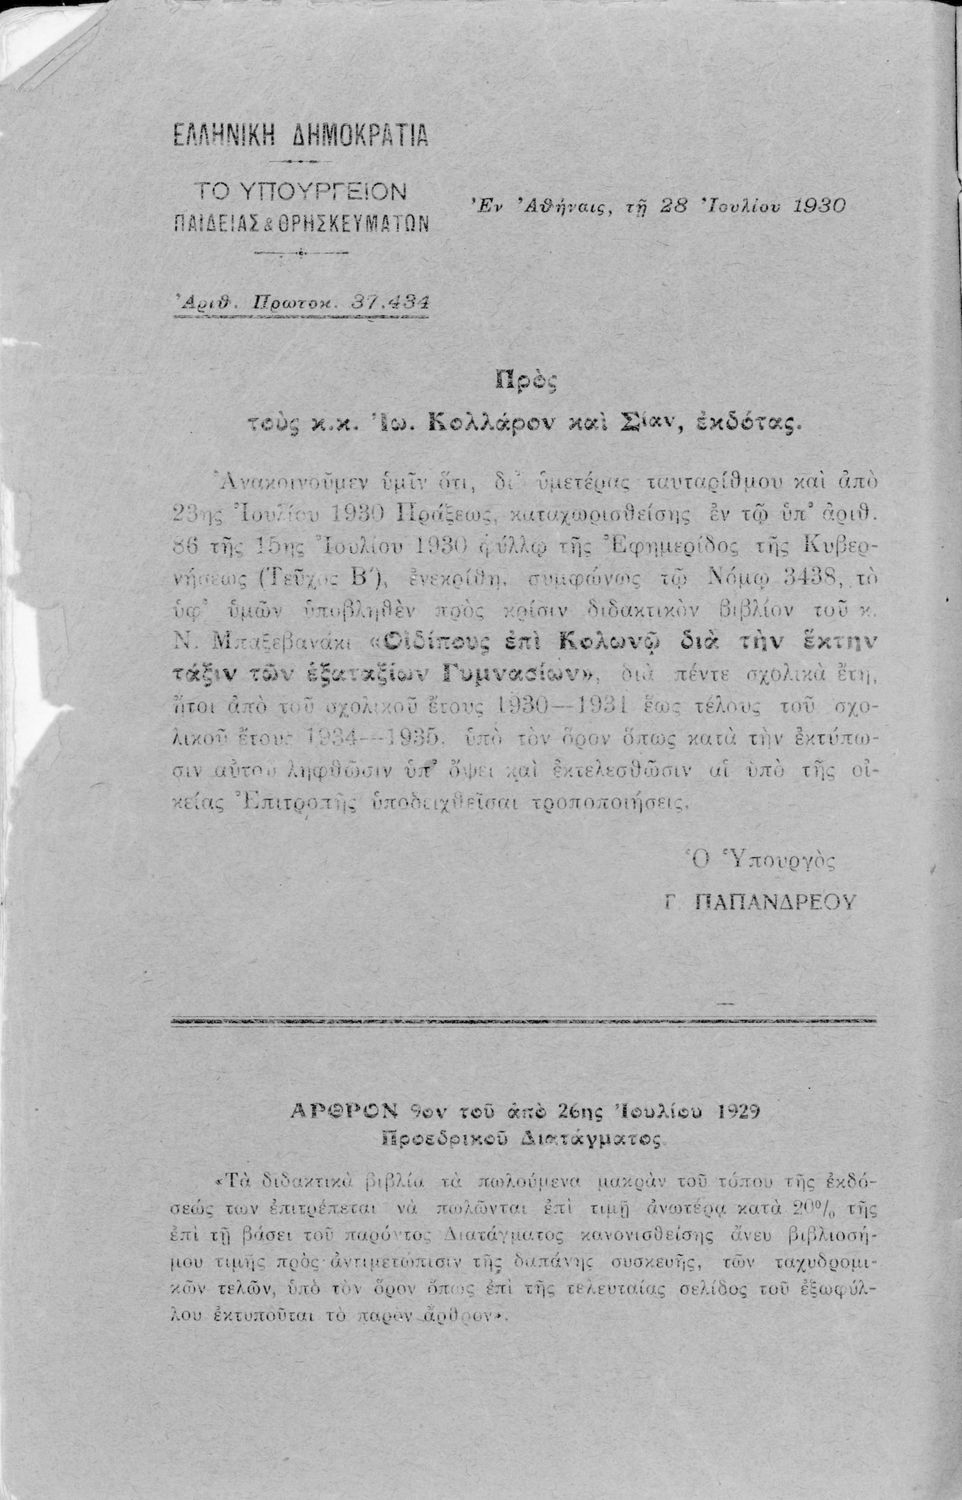 ΕΛΛΗΝΙΚΗ ΔΗΜΟΚΡΑΤΙΑ
ΤΟ ΥΠΟΥΡΓΕΙΟΝ
ΠΑΙΔΕΙΑΣ & ΘΡΗΣΚΕΥΜΑΤΩΝ
Ἐν Ἀθήναις, τῇ 28 Ἰουλίου 1930
Ἀριθ. Πρωτοκ. 37.434
Πρὸς
τοὺς κ.κ. Ἰω. Κολλάρον καὶ Σίαν, ἐκδότας.
Ἀνακοινοῦμεν ὑμῖν ὅτι, δι' ὑμετέρας ταυταρίθμου καὶ ἀπὸ
23ης Ἰουλίου 1930 Πράξεως, καταχωρισθείσης ἐν τῷ ὑπ' ἀριθ.
86 τῆς 15ης Ἰουλίου 1930 φύλλῳ τῆς Ἐφημερίδος τῆς Κυβερ-
νήσεως (Τεῦχος Β'), ἐνεκρίθη, συμφώνως τῷ Νόμῳ 3438, τὸ
ὑφ' ὑμῶν ὑποβληθὲν πρὸς κρίσιν διδακτικὸν βιβλίον τοῦ κ.
Ν. Μπαξεβανάκι «Οἰδίπους ἐπὶ Κολωνῷ διὰ τὴν ἕκτην
τάξιν τῶν ἑξαταξίων Γυμνασίων», διὰ πέντε σχολικὰ ἔτη,
ἤτοι ἀπὸ τοῦ σχολικοῦ ἔτους 1930—1931 ἕως τέλους τοῦ σχο-
λικοῦ ἔτους 1934—1935, ὑπὸ τὸν ὅρον ὅπως κατὰ τὴν ἐκτύπω-
σιν αὐτοῦ ληφθῶσιν ὑπ' ὄψει καὶ ἐκτελεσθῶσιν αἱ ὑπὸ τῆς οἰ-
κείας Ἐπιτροπῆς ὑποδειχθεῖσαι τροποποιήσεις.
Ὁ Ὑπουργὸς
Γ. ΠΑΠΑΝΔΡΕΟΥ
ΑΡΘΡΟΝ 9ον τοῦ ἀπὸ 26ης Ἰουλίου 1929
Προεδρικοῦ Διατάγματος
«Τὰ διδακτικὰ βιβλία τὰ πωλούμενα μακρὰν τοῦ τόπου τῆς ἐκδό-
σεώς των ἐπιτρέπεται νὰ πωλῶνται ἐπὶ τιμῇ ἀνωτέρᾳ κατὰ 20% τῆς
ἐπὶ τῇ βάσει τοῦ παρόντος Διατάγματος κανονισθείσης ἄνευ βιβλιοσή-
μου τιμῆς πρὸς ἀντιμετώπισιν τῆς δαπάνης συσκευῆς, τῶν ταχυδρομι-
κῶν τελῶν, ὑπὸ τὸν ὅρον ὅπως ἐπὶ τῆς τελευταίας σελίδος τοῦ ἐξωφύλ-
λου ἐκτυποῦται τὸ παρὸν ἄρθρον».